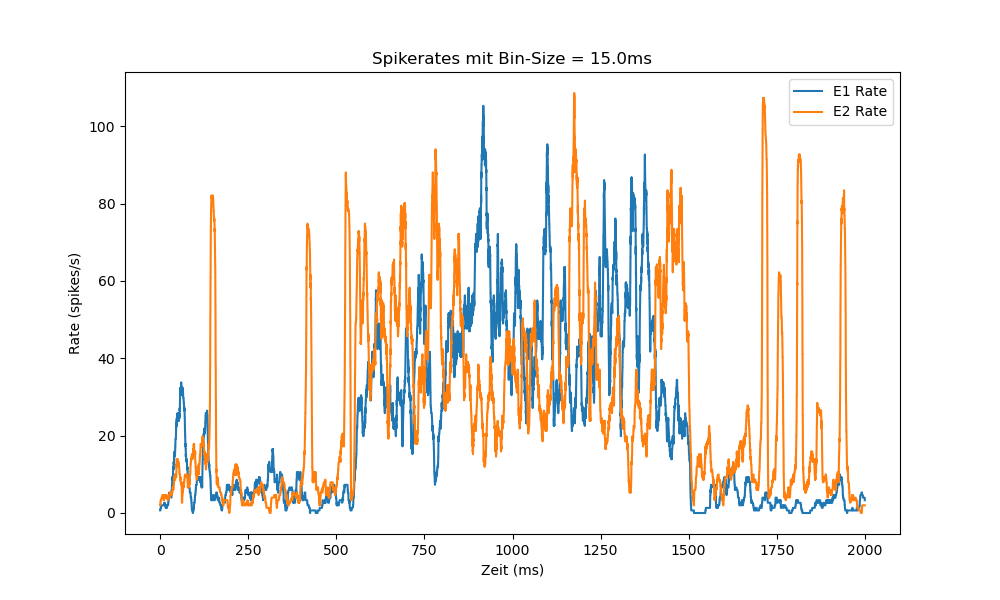 Spikerates mit Bin-Size = 15.0ms
E1 Rate
E2 Rate
Rate (spikes/s)
100
80
60
40
20
0
0 250 500 750 1000 1250 1500 1750 2000
Zeit (ms)